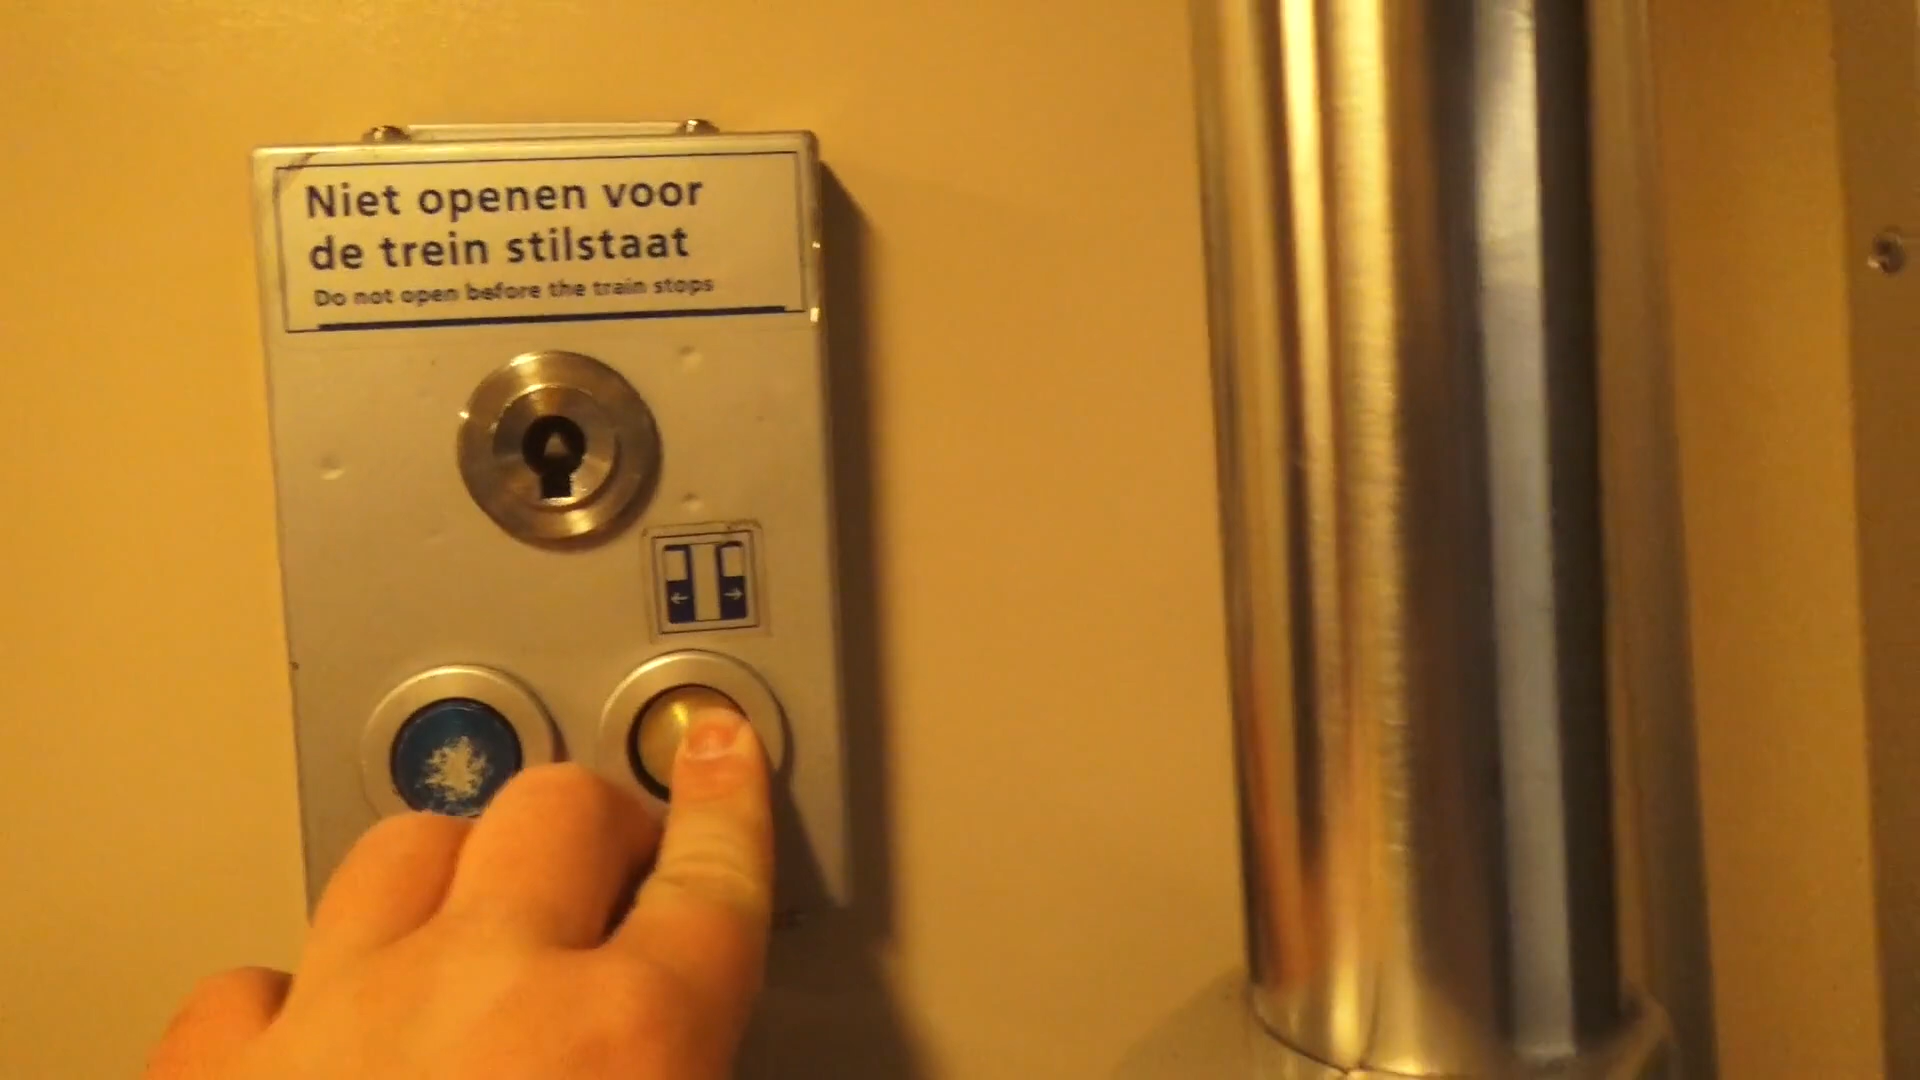 Niet openen voor
de trein stilstaat
Do not open before the train stops